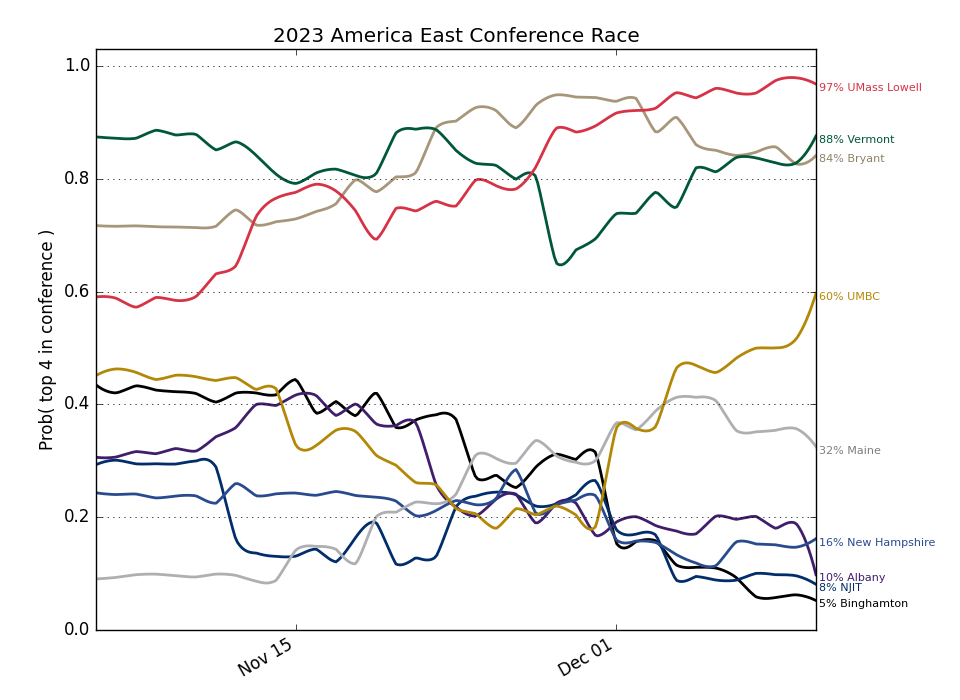 2023 America East Conference Race
Prob( top 4 in conference )
1.0
0.8
0.6
0.4
0.2
0.0
Nov 15
Dec 01
97% UMass Lowell
88% Vermont
84% Bryant
60% UMBC
32% Maine
16% New Hampshire
10% Albany
8% NJIT
5% Binghamton